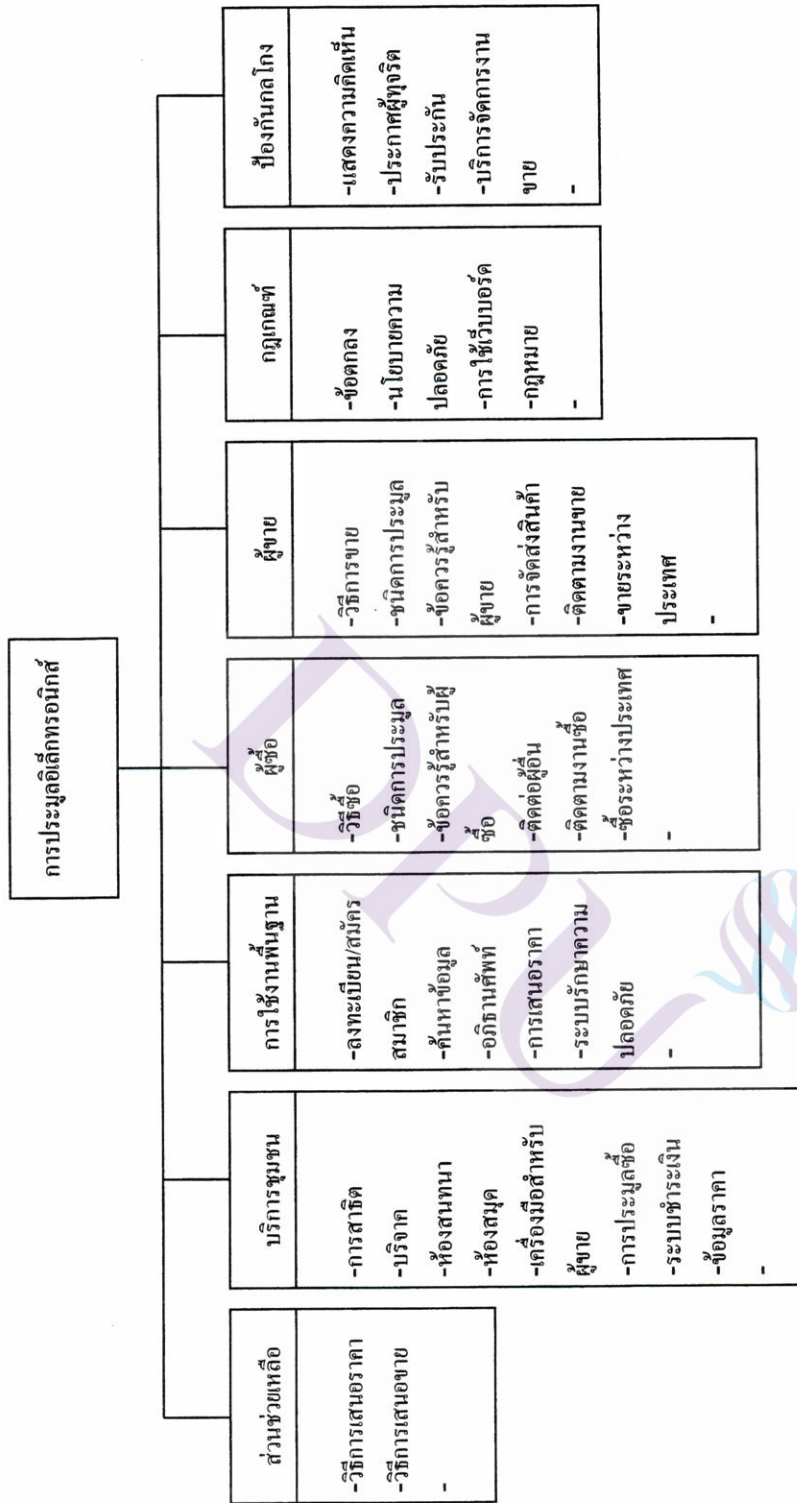 การประมูลอิเล็กทรอนิกส์
ส่วนช่วยเหลือ
-วิธีการเสนอราคา
-วิธีการเสนอขาย
-
บริการชุมชน
-การสาธิต
-บริจาค
-ห้องสนทนา
-ห้องสมุด
-เครื่องมือสำหรับ
ผู้ขาย
-การประมูลซื้อ
-ระบบชำระเงิน
-ข้อมูลราคา
-
การใช้งานพื้นฐาน
-ลงทะเบียน/สมัคร
สมาชิก
-ค้นหาข้อมูล
-อภิธานศัพท์
-การเสนอราคา
-ระบบรักษาความ
ปลอดภัย
-
ผู้ซื้อ
-วิธีซื้อ
-ชนิดการประมูล
-ข้อควรรู้สำหรับผู้
ซื้อ
-ติดต่อผู้อื่น
-ติดตามงานซื้อ
-ซื้อระหว่างประเทศ
-
ผู้ขาย
-วิธีการขาย
-ชนิดการประมูล
-ข้อควรรู้สำหรับ
ผู้ขาย
-การจัดส่งสินค้า
-ติดตามงานขาย
-ขายระหว่าง
ประเทศ
-
กฎเกณฑ์
-ข้อตกลง
-นโยบายความ
ปลอดภัย
-การใช้เว็บบอร์ด
-กฎหมาย
-
ป้องกันกลโกง
-แสดงความคิดเห็น
-ประกาศผู้ทุจริต
-รับประกัน
-บริการจัดการงาน
ขาย
-
DPU